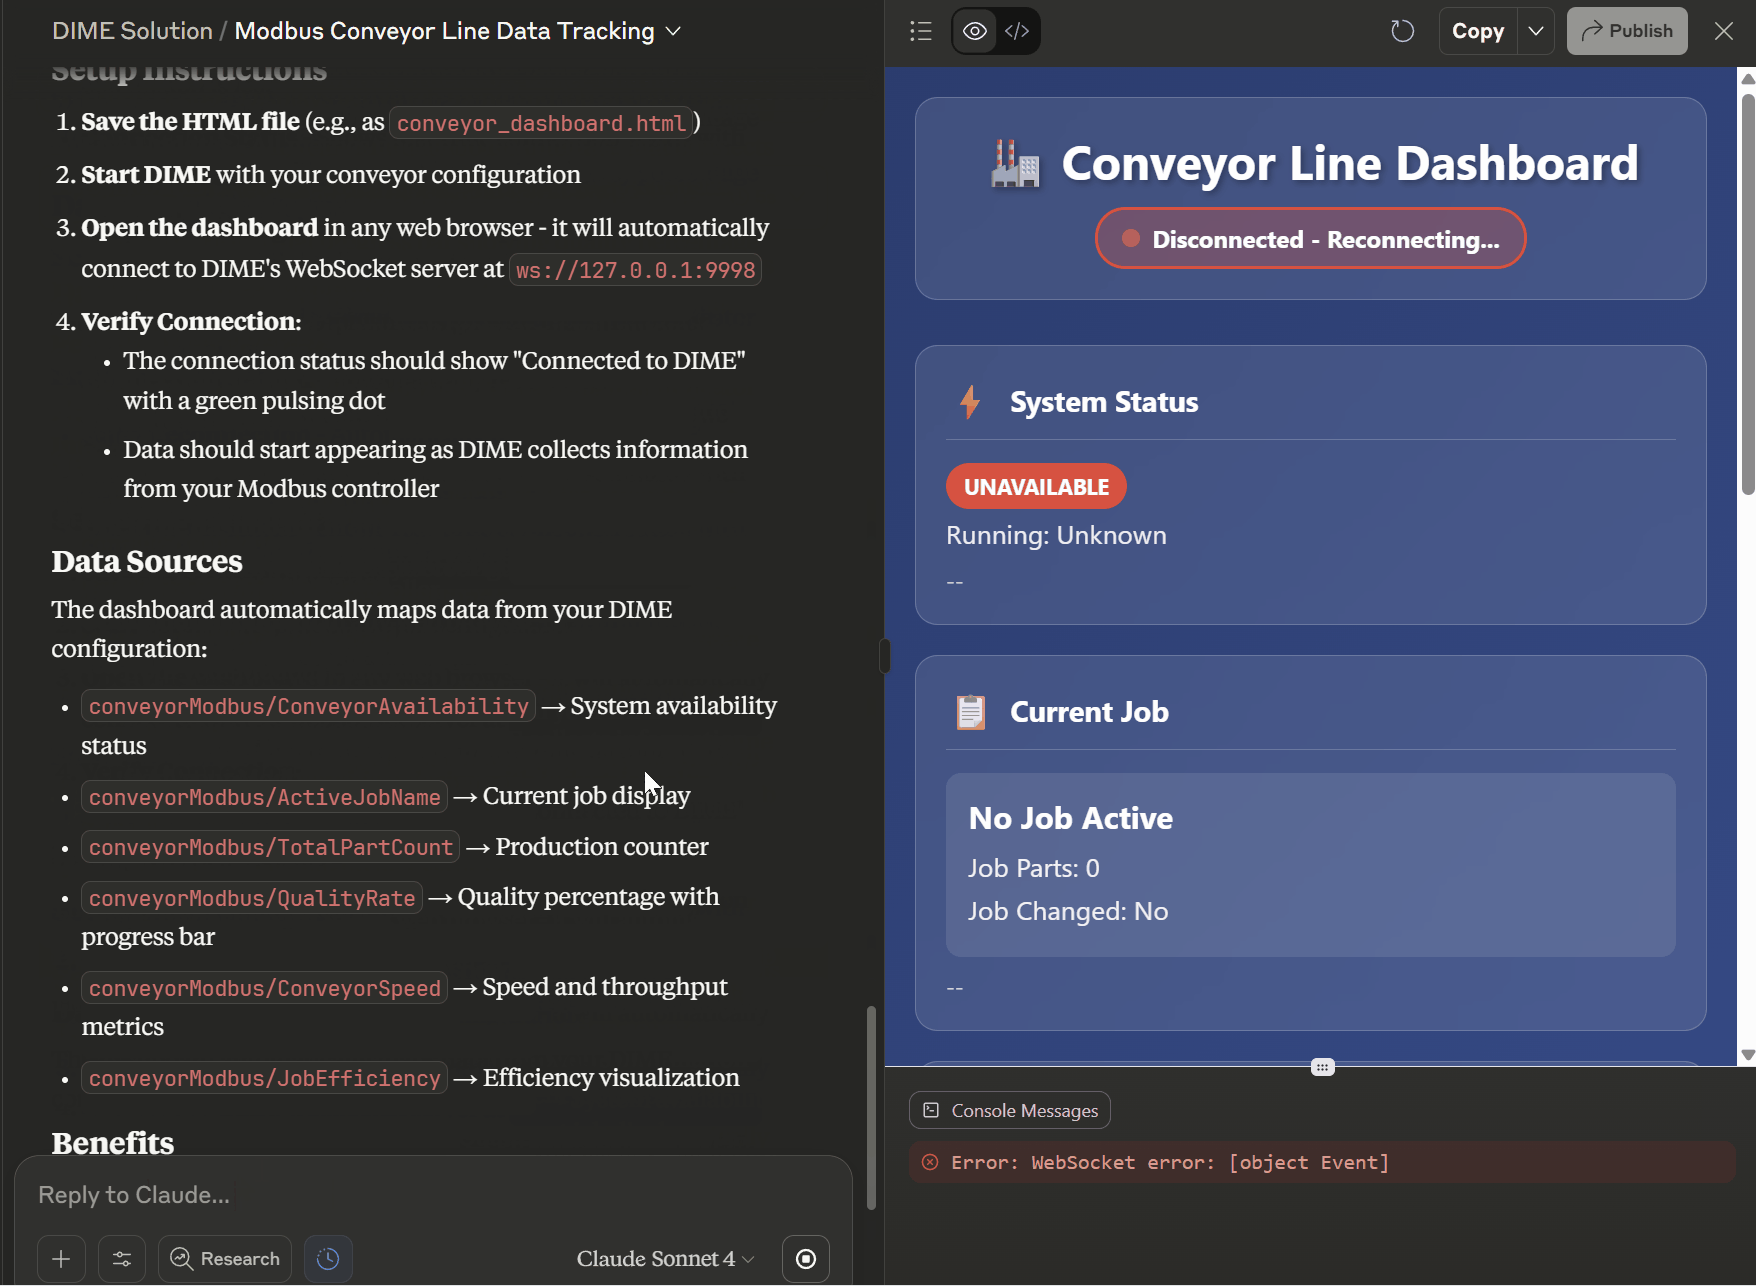 DIME Solution / Modbus Conveyor Line Data Tracking
Setup Instructions
1. Save the HTML file (e.g., as conveyor_dashboard.html)
2. Start DIME with your conveyor configuration
3. Open the dashboard in any web browser - it will automatically
connect to DIME's WebSocket server at ws://127.0.0.1:9998
4. Verify Connection:
• The connection status should show "Connected to DIME"
with a green pulsing dot
• Data should start appearing as DIME collects information
from your Modbus controller
Data Sources
The dashboard automatically maps data from your DIME
configuration:
• conveyorModbus/ConveyorAvailability → System availability
status
• conveyorModbus/ActiveJobName → Current job display
• conveyorModbus/TotalPartCount → Production counter
• conveyorModbus/QualityRate → Quality percentage with
progress bar
• conveyorModbus/ConveyorSpeed → Speed and throughput
metrics
• conveyorModbus/JobEfficiency → Efficiency visualization
Benefits
Reply to Claude...
Research
Claude Sonnet 4
Copy
Publish
Conveyor Line Dashboard
Disconnected - Reconnecting...
System Status
UNAVAILABLE
Running: Unknown
--
Current Job
No Job Active
Job Parts: 0
Job Changed: No
--
Console Messages
Error: WebSocket error: [object Event]